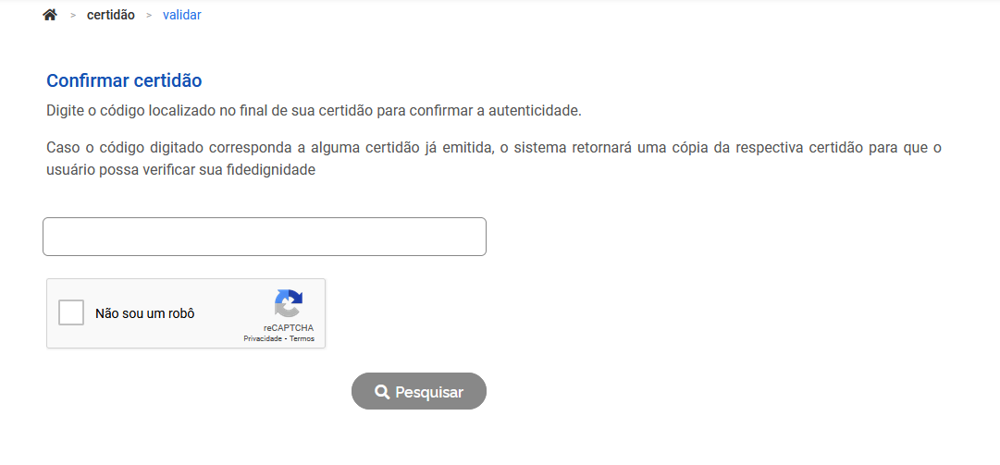 > certidão > validar
Confirmar certidão
Digite o código localizado no final de sua certidão para confirmar a autenticidade.
Caso o código digitado corresponda a alguma certidão já emitida, o sistema retornará uma cópia da respectiva certidão para que o
usuário possa verificar sua fidedignidade
Não sou um robô
reCAPTCHA
Privacidade - Termos
Pesquisar